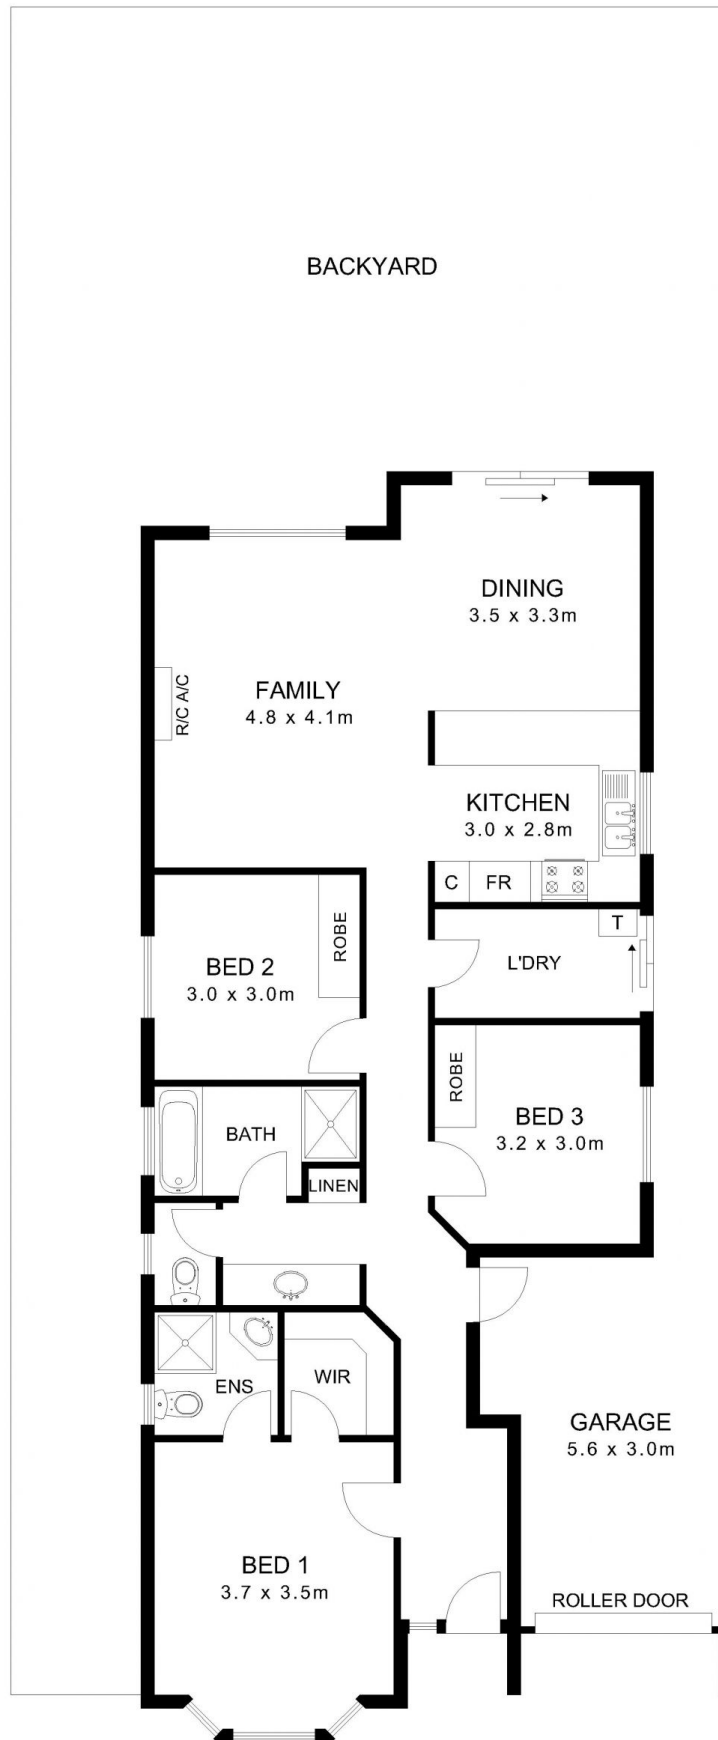 BACKYARD
DINING
3.5 x 3.3m
FAMILY
4.8 x 4.1m
R/C A/C
KITCHEN
3.0 x 2.8m
C
FR
T
L'DRY
BED 2
3.0 x 3.0m
ROBE
ROBE
BED 3
3.2 x 3.0m
BATH
LINEN
ENS
WIR
GARAGE
5.6 x 3.0m
BED 1
3.7 x 3.5m
ROLLER DOOR